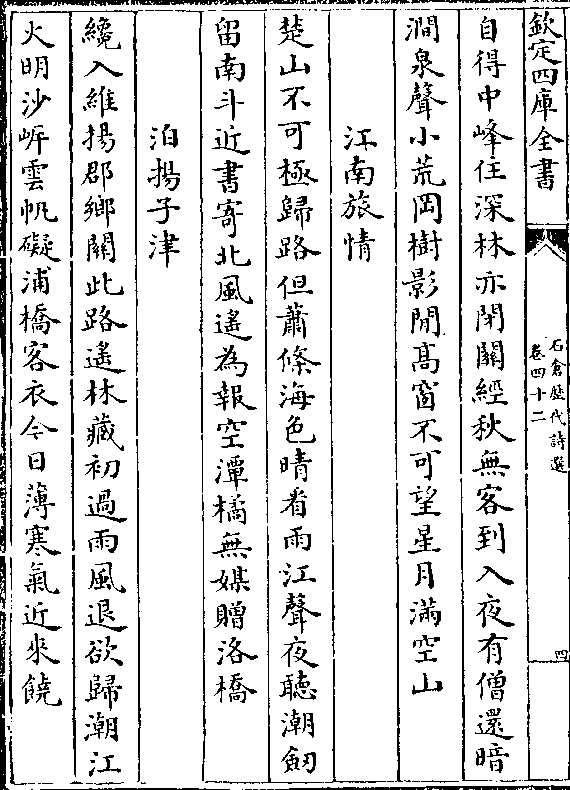 欽定四庫全書
石倉歴代詩選
卷四十二
四
自得中峰住深林亦閉關經秋無客到入夜有僧還暗
澗泉聲小荒岡樹影閒髙窗不可望星月滿空山
江南旅情
楚山不可極歸路但蕭條海色晴看雨江聲夜聽潮劒
留南斗近書寄北風遥為報空潭橘無媒贈洛橋
泊揚子津
纔入維揚郡鄉關此路遥林藏初過雨風退欲歸潮江
火明沙岸雲帆礙浦橋客衣今日薄寒氣近來饒